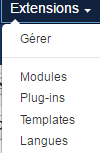 Extensions
Gérer
Modules
Plug-ins
Templates
Langues